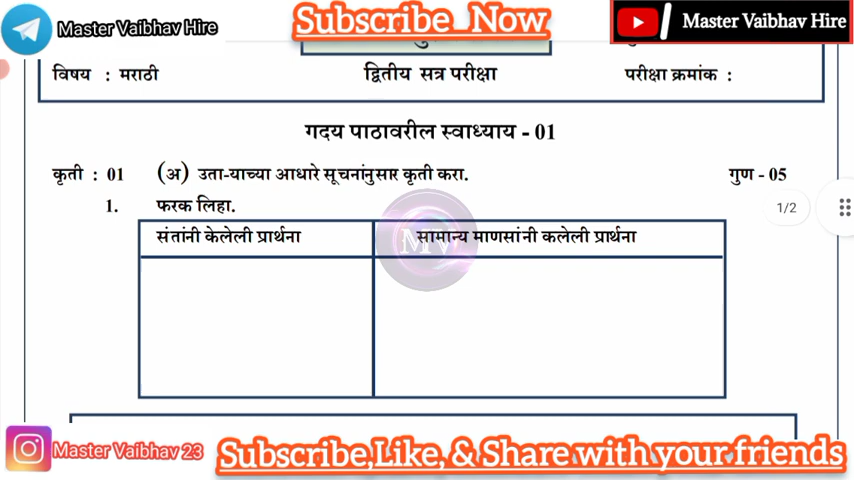 Master Vaibhav Hire
Subscribe Now
Master Vaibhav Hire
विषय : मराठी
द्वितीय सत्र परीक्षा
परीक्षा क्रमांक :
गदय पाठावरील स्वाध्याय - 01
कृती : 01 (अ) उता-याच्या आधारे सूचनांनुसार कृती करा. गुण - 05
1. फरक लिहा.
1/2
संतांनी केलेली प्रार्थना
सामान्य माणसांनी कलेली प्रार्थना
MV
Master Vaibhav 23
Subscribe,Like, & Share with your friends